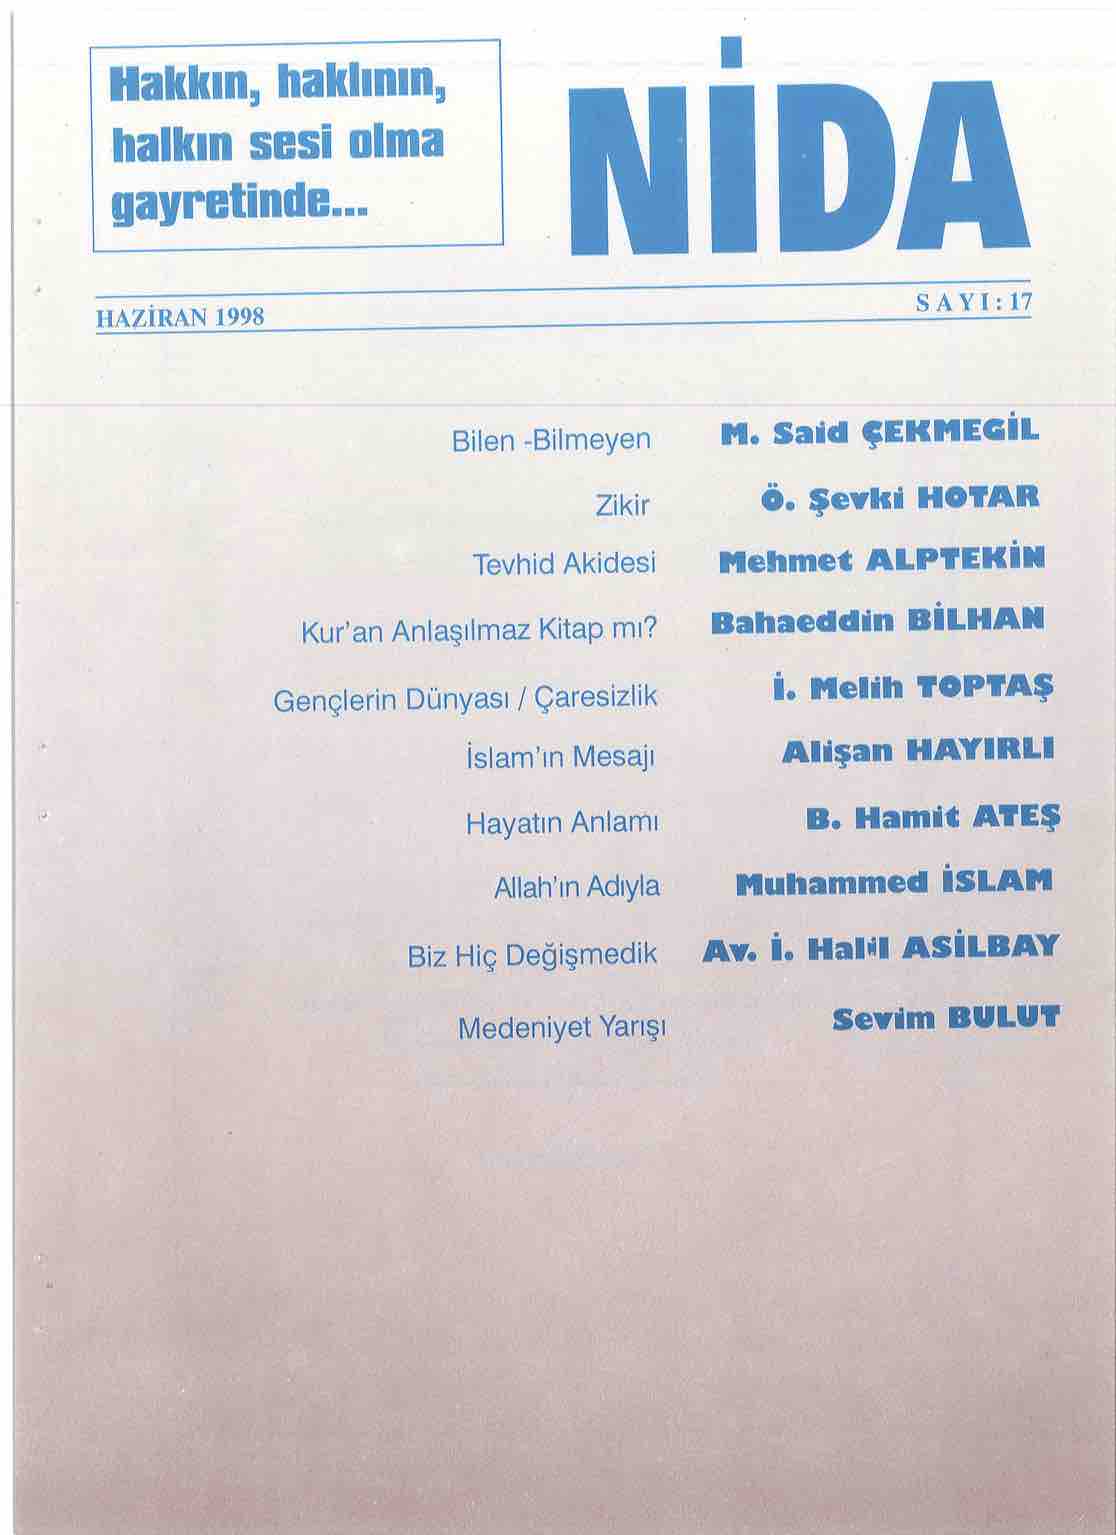 Hakkın, haklının,
halkın sesi olma
gayretinde...
NİDA
HAZİRAN 1998 SAYI: 17
Bilen -Bilmeyen M. Said ÇEKMEGİL
Zikir Ö. Şevki HOTAR
Tevhid Akidesi Mehmet ALPTEKİN
Kur'an Anlaşılmaz Kitap mı? Bahaeddin BİLHAN
Gençlerin Dünyası / Çaresizlik İ. Melih TOPTAŞ
İslam'ın Mesajı Alişan HAYIRLI
Hayatın Anlamı B. Hamit ATEŞ
Allah'ın Adıyla Muhammed İSLAM
Biz Hiç Değişmedik Av. İ. Halil ASİLBAY
Medeniyet Yarışı Sevim BULUT